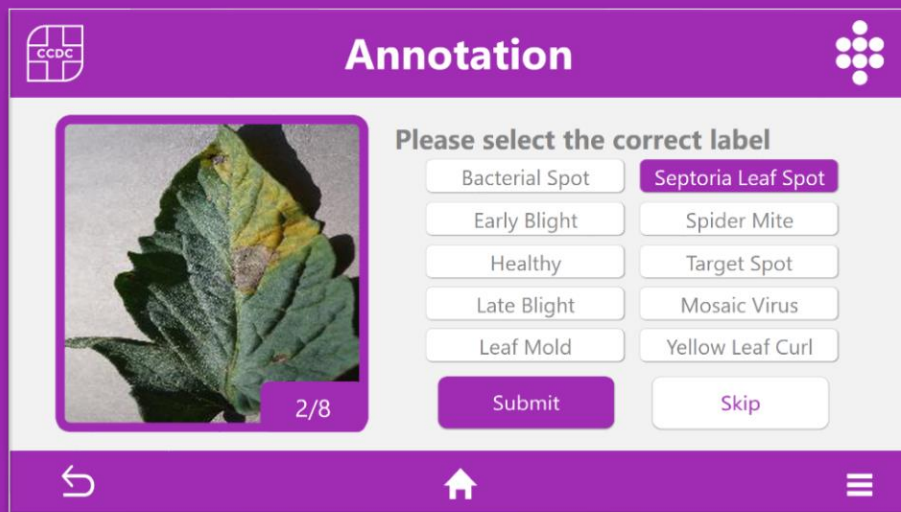 CCDC
Annotation
Please select the correct label
Bacterial Spot
Septoria Leaf Spot
Early Blight
Spider Mite
Healthy
Target Spot
Late Blight
Mosaic Virus
Leaf Mold
Yellow Leaf Curl
2/8
Submit
Skip